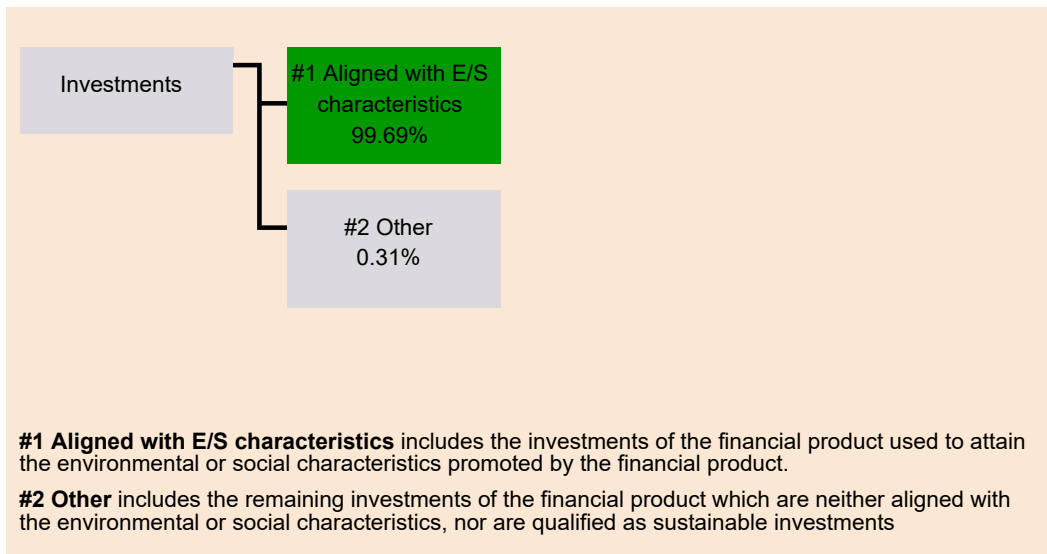 Investments
#1 Aligned with E/S
characteristics
99.69%
#2 Other
0.31%
#1 Aligned with E/S characteristics includes the investments of the financial product used to attain
the environmental or social characteristics promoted by the financial product.
#2 Other includes the remaining investments of the financial product which are neither aligned with
the environmental or social characteristics, nor are qualified as sustainable investments